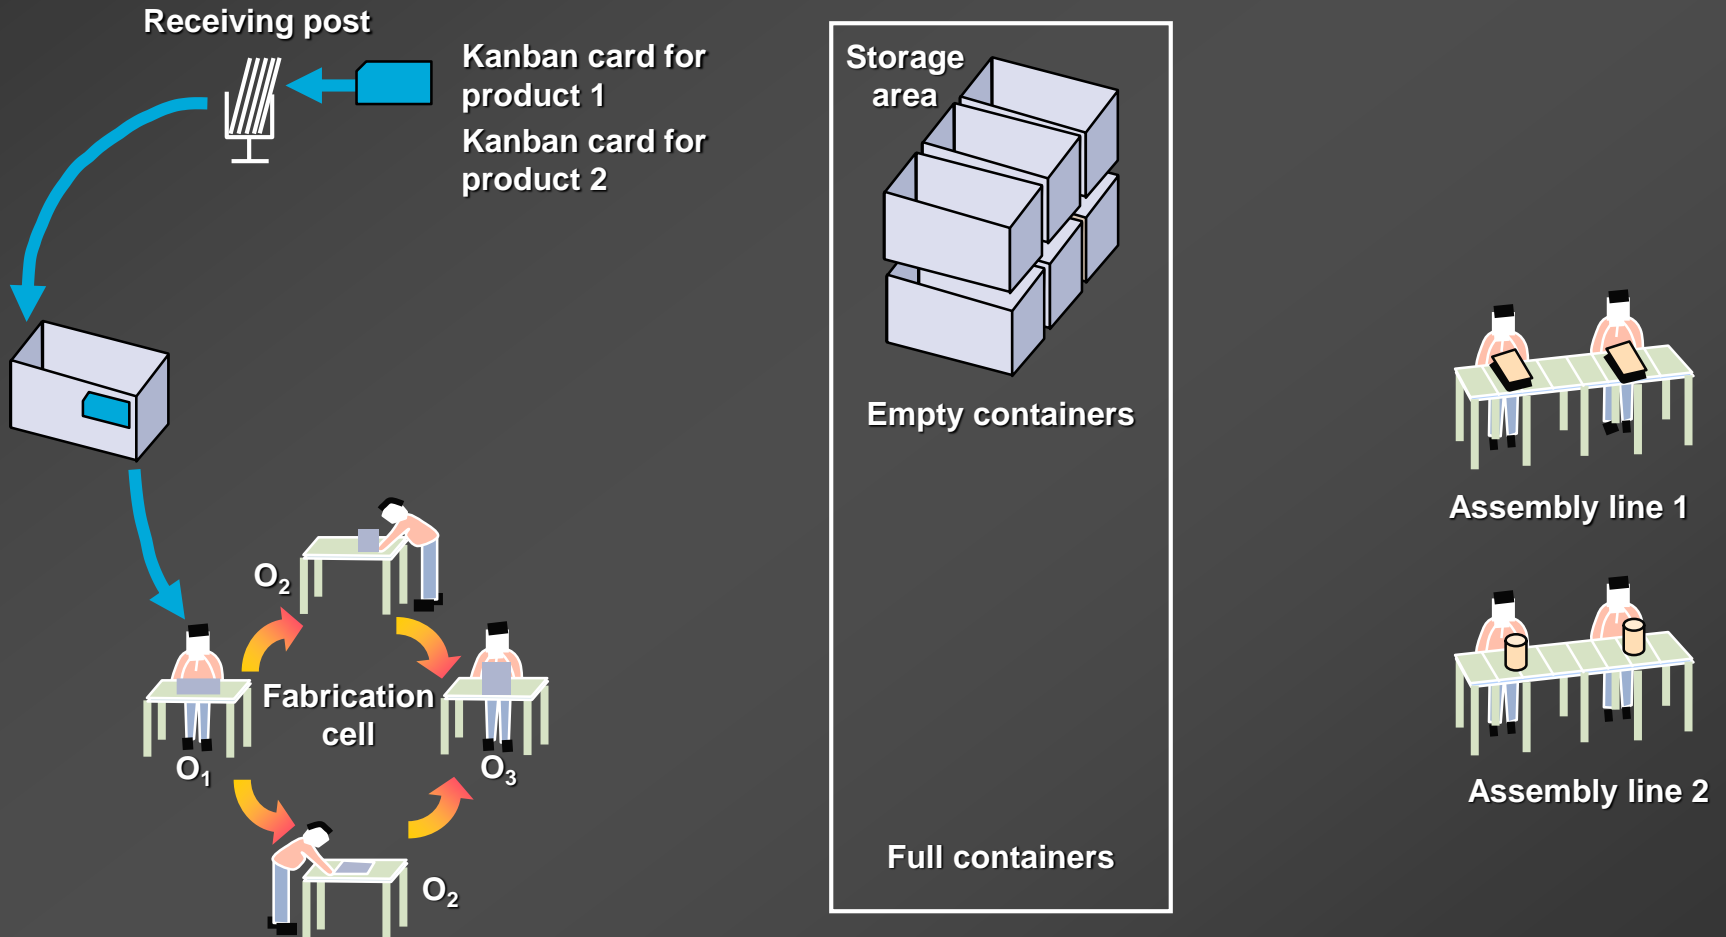 Receiving post
Kanban card for
product 1
Kanban card for
product 2
Storage
area
Empty containers
Assembly line 1
O₂
Fabrication
cell
O₁
O₃
Assembly line 2
Full containers
O₂